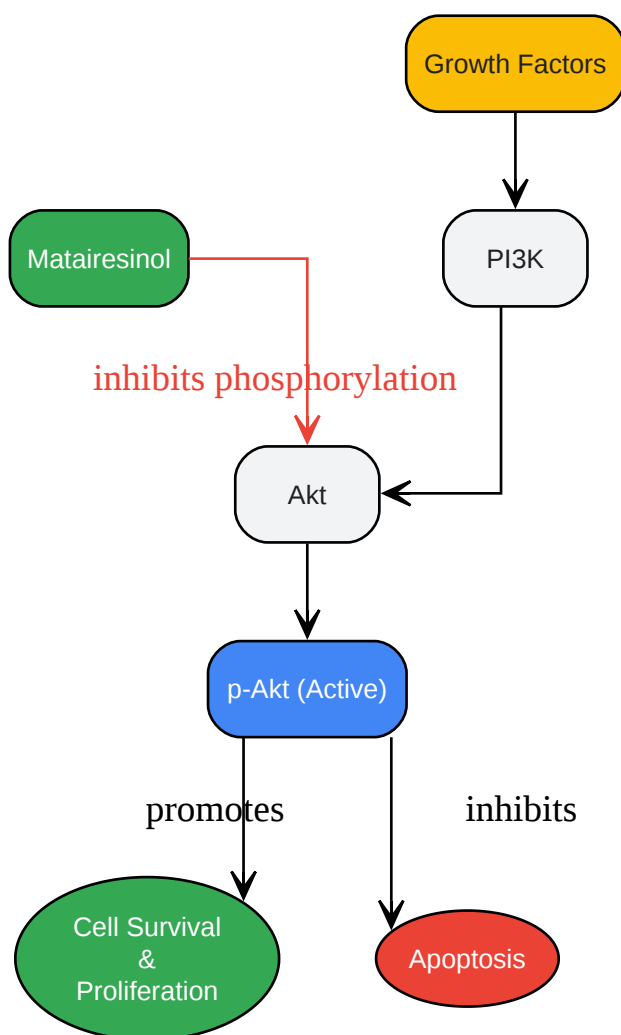 Growth Factors
Matairesinol
PI3K
inhibits phosphorylation
Akt
p-Akt (Active)
promotes
inhibits
Cell Survival
&
Proliferation
Apoptosis